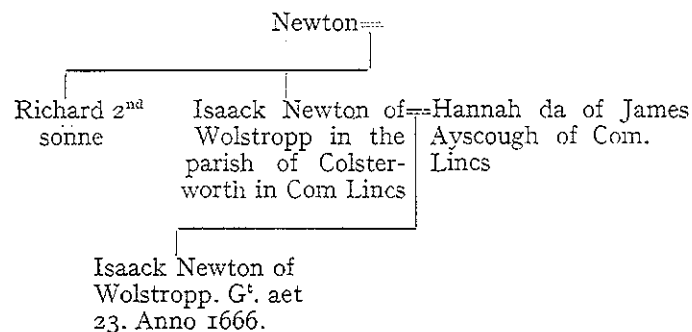 Newton
Richard 2nd
sonne
Isaack Newton of
Wolstropp in the
parish of Colster-
worth in Com Lincs
Hannah da of James
Ayscough of Com.
Lincs
Isaack Newton of
Wolstropp. Gt. aet
23. Anno 1666.